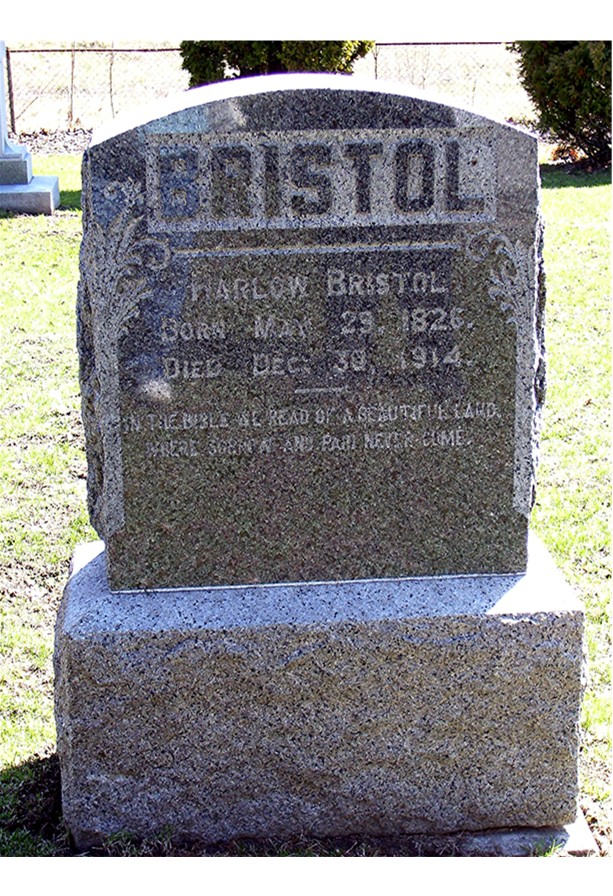 BRISTOL
HARLOW BRISTOL
BORN MAY 29, 1826.
DIED DEC. 30, 1914.
IN THE BIBLE WE READ OF A BEAUTIFUL LAND,
WHERE SORROW AND PAIN NEVER COME.